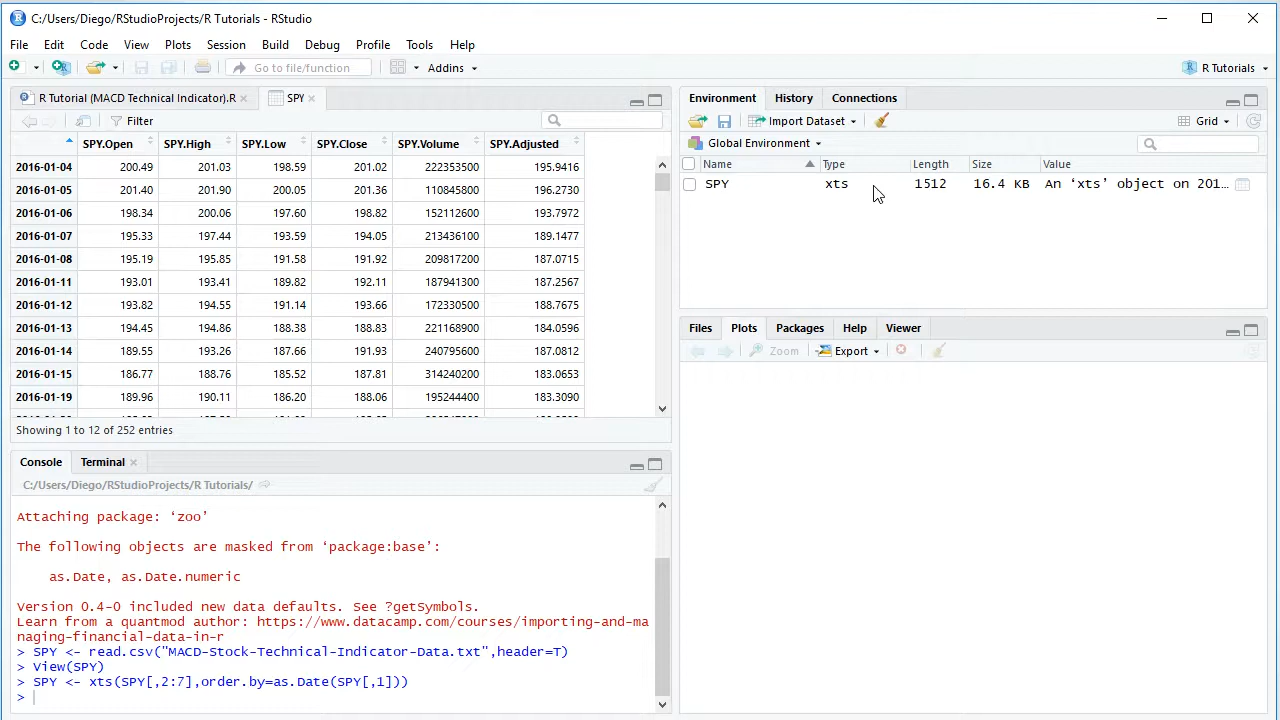 C:/Users/Diego/RStudioProjects/R Tutorials - RStudio
File Edit Code View Plots Session Build Debug Profile Tools Help
Go to file/function Addins R Tutorials
R Tutorial (MACD Technical Indicator).R SPY
Filter
SPY.Open SPY.High SPY.Low SPY.Close SPY.Volume SPY.Adjusted
2016-01-04 200.49 201.03 198.59 201.02 222353500 195.9416
2016-01-05 201.40 201.90 200.05 201.36 110845800 196.2730
2016-01-06 198.34 200.06 197.60 198.82 152112600 193.7972
2016-01-07 195.33 197.44 193.59 194.05 213436100 189.1477
2016-01-08 195.19 195.85 191.58 191.92 209817200 187.0715
2016-01-11 193.01 193.41 189.82 192.11 187941300 187.2567
2016-01-12 193.82 194.55 191.14 193.66 172330500 188.7675
2016-01-13 194.45 194.86 188.38 188.83 221168900 184.0596
2016-01-14 189.55 193.26 187.66 191.93 240795600 187.0812
2016-01-15 186.77 188.76 185.52 187.81 314240200 183.0653
2016-01-19 189.96 190.11 186.20 188.06 195244400 183.3090
Showing 1 to 12 of 252 entries
Console Terminal
C:/Users/Diego/RStudioProjects/R Tutorials/
Attaching package: ‘zoo’
The following objects are masked from ‘package:base’:
as.Date, as.Date.numeric
Version 0.4-0 included new data defaults. See ?getSymbols.
Learn from a quantmod author: https://www.datacamp.com/courses/importing-and-ma
naging-financial-data-in-r
> SPY <- read.csv("MACD-Stock-Technical-Indicator-Data.txt",header=T)
> View(SPY)
> SPY <- xts(SPY[,2:7],order.by=as.Date(SPY[,1]))
>
Environment History Connections
Import Dataset Grid
Global Environment
Name Type Length Size Value
SPY xts 1512 16.4 KB An ‘xts’ object on 201…
Files Plots Packages Help Viewer
Zoom Export